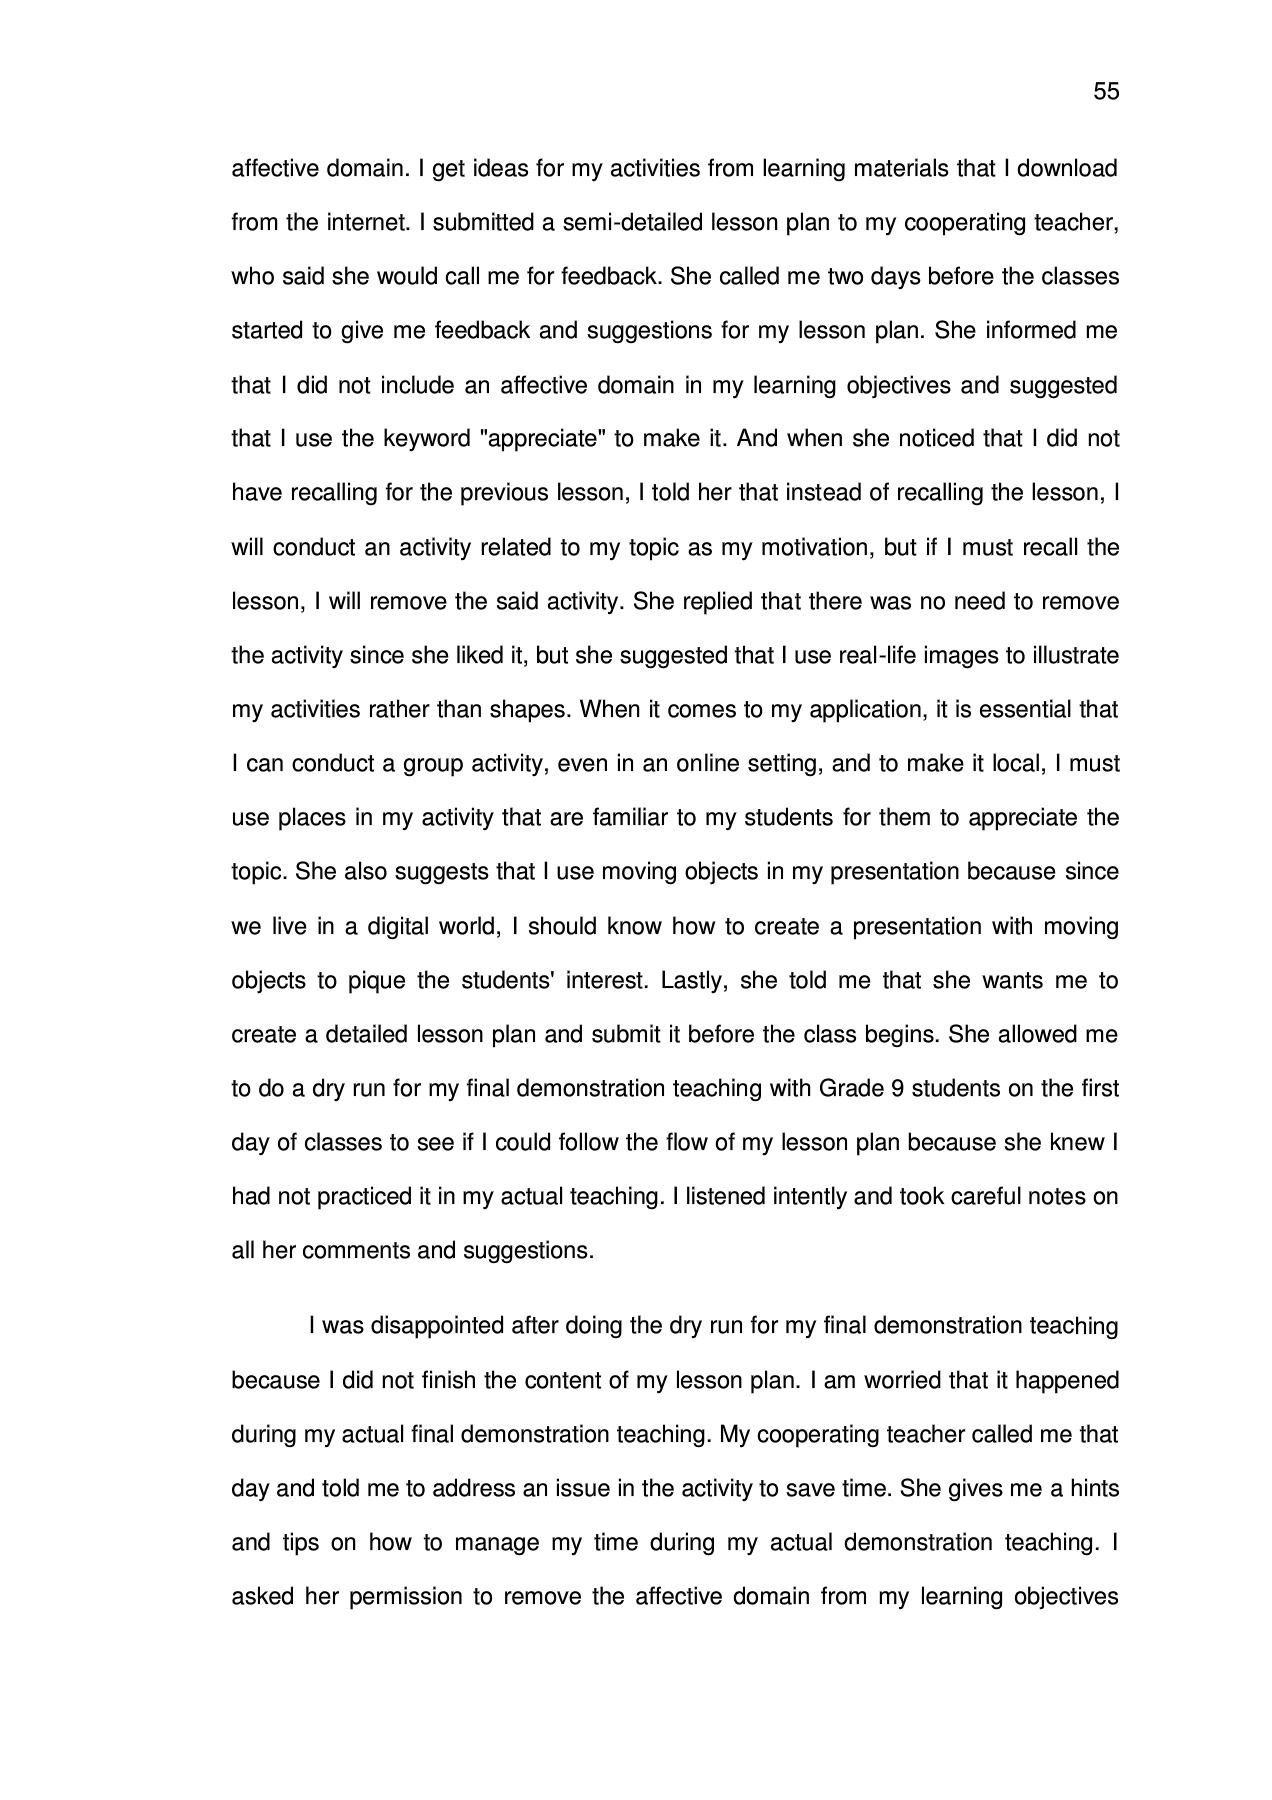 55
affective domain. I get ideas for my activities from learning materials that I download
from the internet. I submitted a semi-detailed lesson plan to my cooperating teacher,
who said she would call me for feedback. She called me two days before the classes
started to give me feedback and suggestions for my lesson plan. She informed me
that I did not include an affective domain in my learning objectives and suggested
that I use the keyword "appreciate" to make it. And when she noticed that I did not
have recalling for the previous lesson, I told her that instead of recalling the lesson, I
will conduct an activity related to my topic as my motivation, but if I must recall the
lesson, I will remove the said activity. She replied that there was no need to remove
the activity since she liked it, but she suggested that I use real-life images to illustrate
my activities rather than shapes. When it comes to my application, it is essential that
I can conduct a group activity, even in an online setting, and to make it local, I must
use places in my activity that are familiar to my students for them to appreciate the
topic. She also suggests that I use moving objects in my presentation because since
we live in a digital world, I should know how to create a presentation with moving
objects to pique the students' interest. Lastly, she told me that she wants me to
create a detailed lesson plan and submit it before the class begins. She allowed me
to do a dry run for my final demonstration teaching with Grade 9 students on the first
day of classes to see if I could follow the flow of my lesson plan because she knew I
had not practiced it in my actual teaching. I listened intently and took careful notes on
all her comments and suggestions.
I was disappointed after doing the dry run for my final demonstration teaching
because I did not finish the content of my lesson plan. I am worried that it happened
during my actual final demonstration teaching. My cooperating teacher called me that
day and told me to address an issue in the activity to save time. She gives me a hints
and tips on how to manage my time during my actual demonstration teaching. I
asked her permission to remove the affective domain from my learning objectives